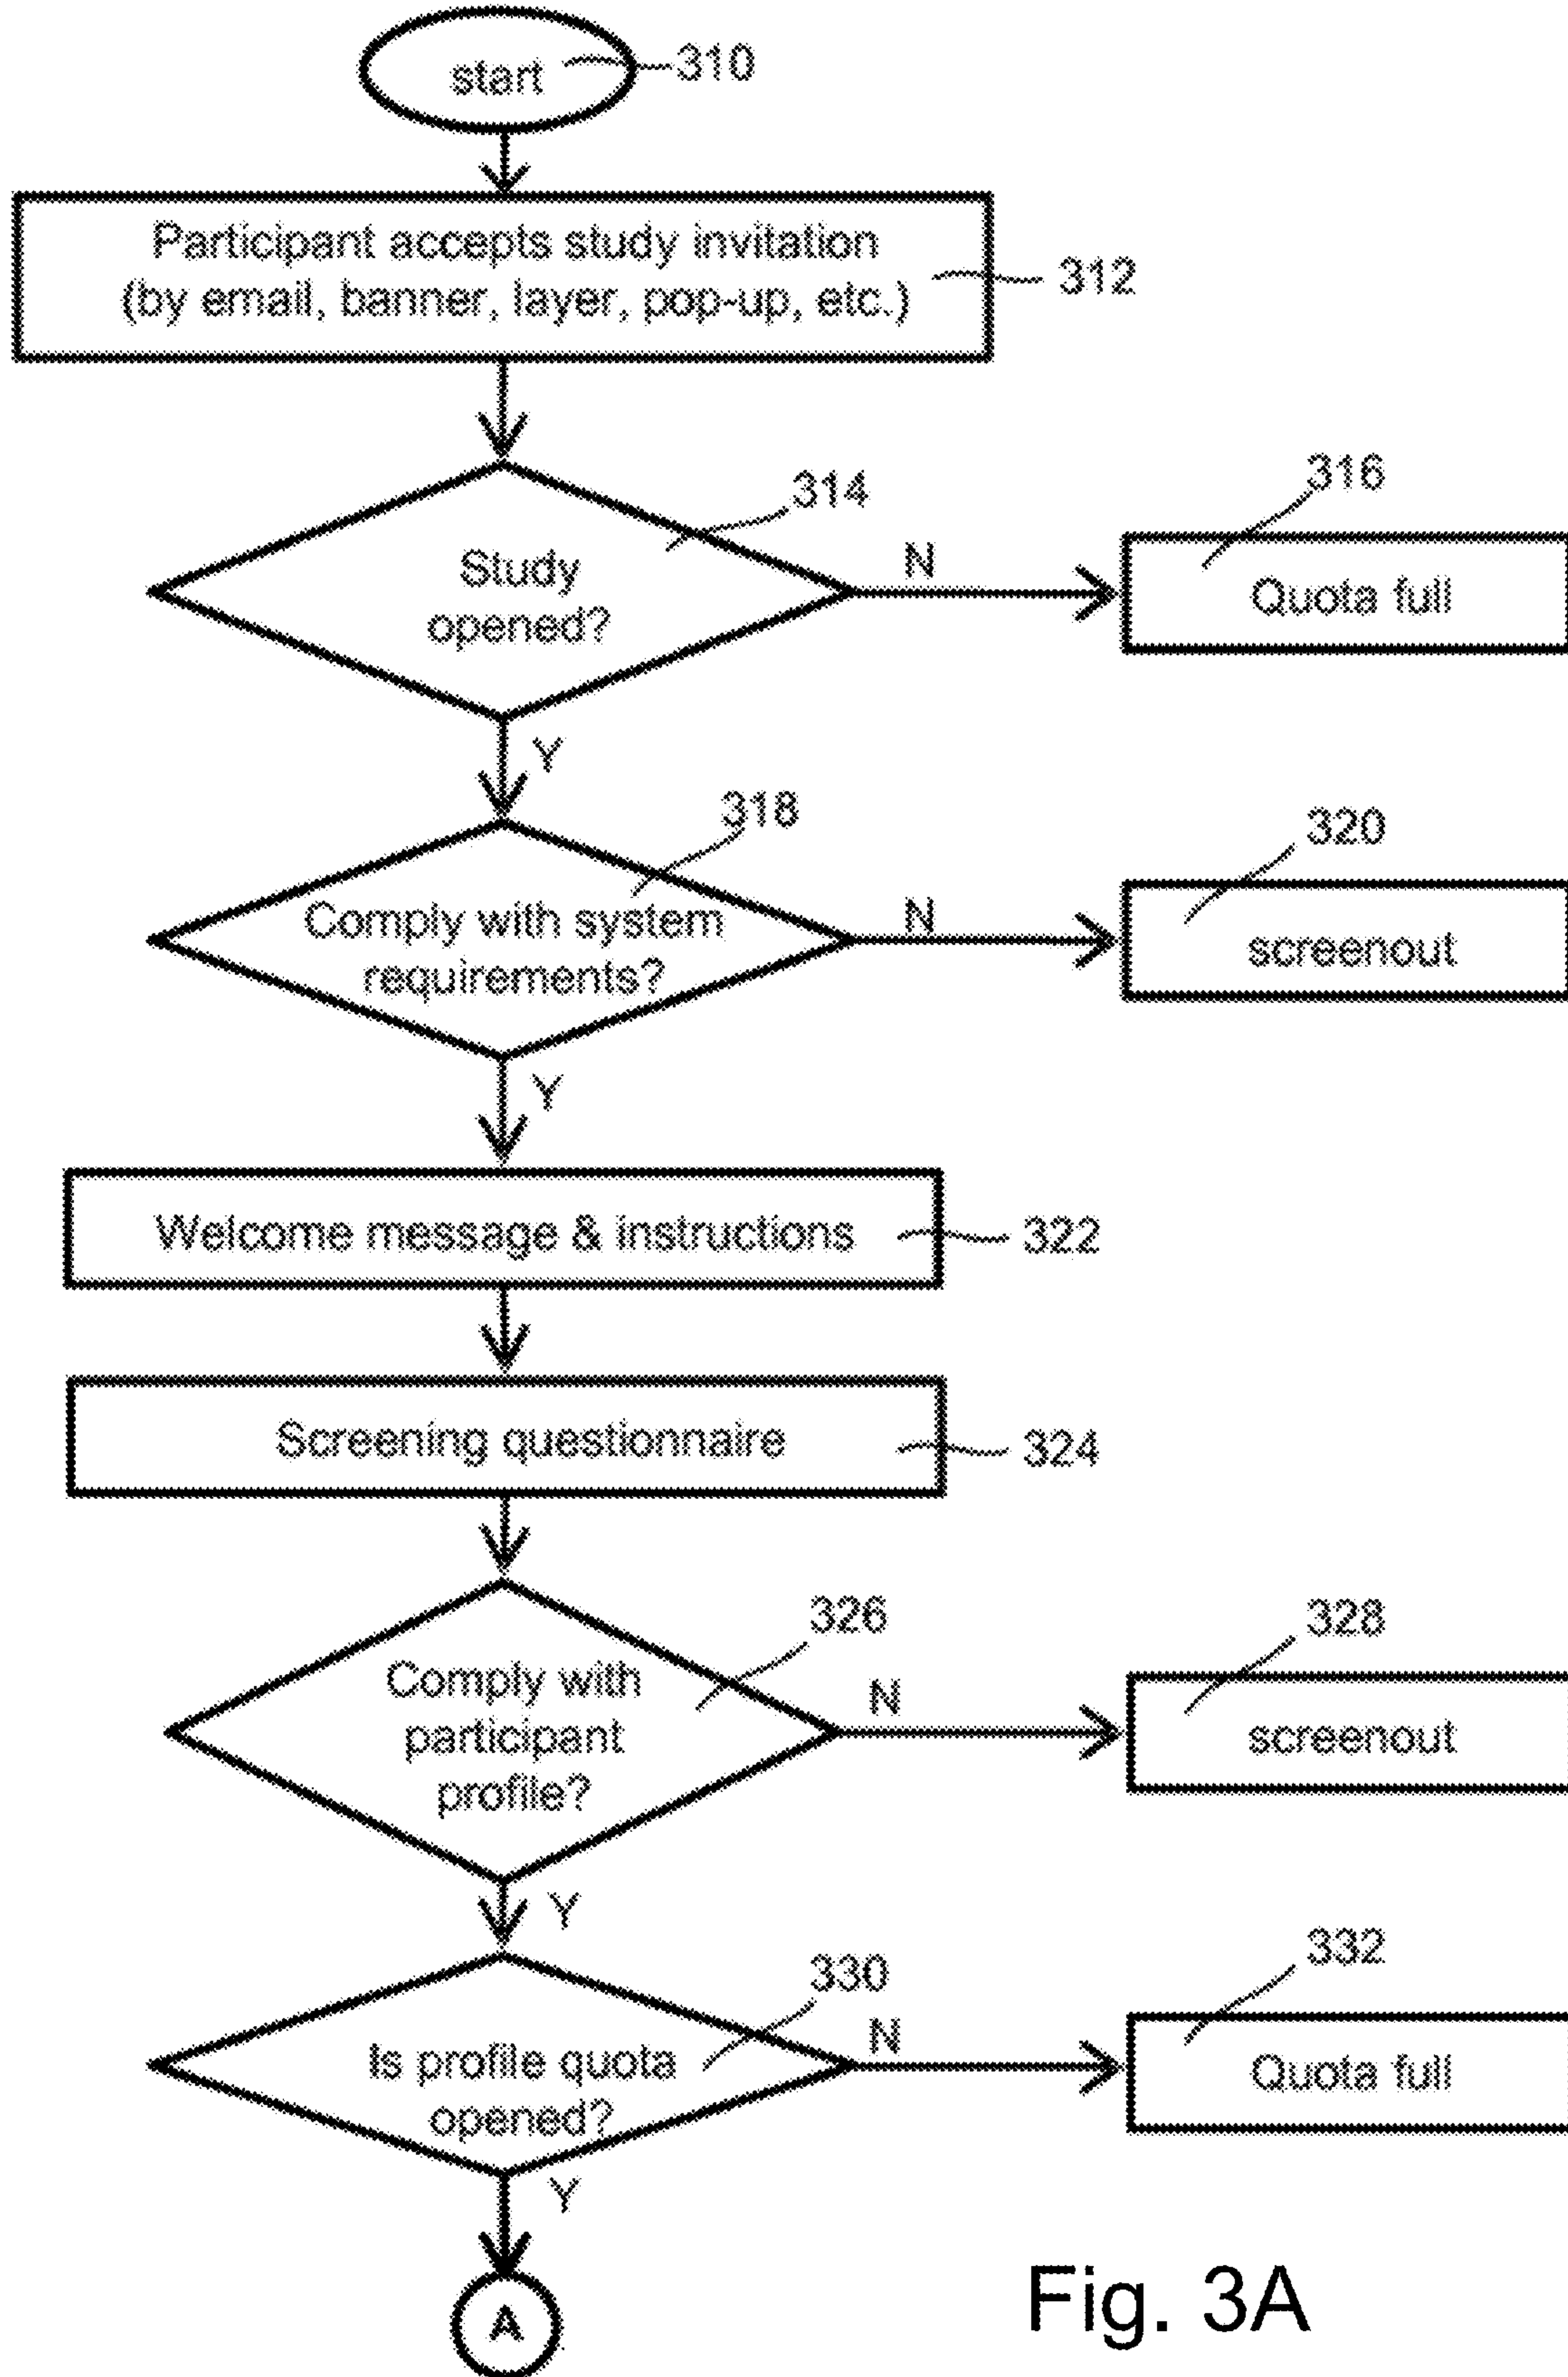 start
310
Participant accepts study invitation
(by email, banner, layer, pop-up, etc.)
312
314
Study
opened?
N
316
Quota full
Y
318
Comply with system
requirements?
N
320
screenout
Y
Welcome message & instructions
322
Screening questionnaire
324
326
Comply with
participant
profile?
N
328
screenout
Y
330
Is profile quota
opened?
N
332
Quota full
Y
A
Fig. 3A